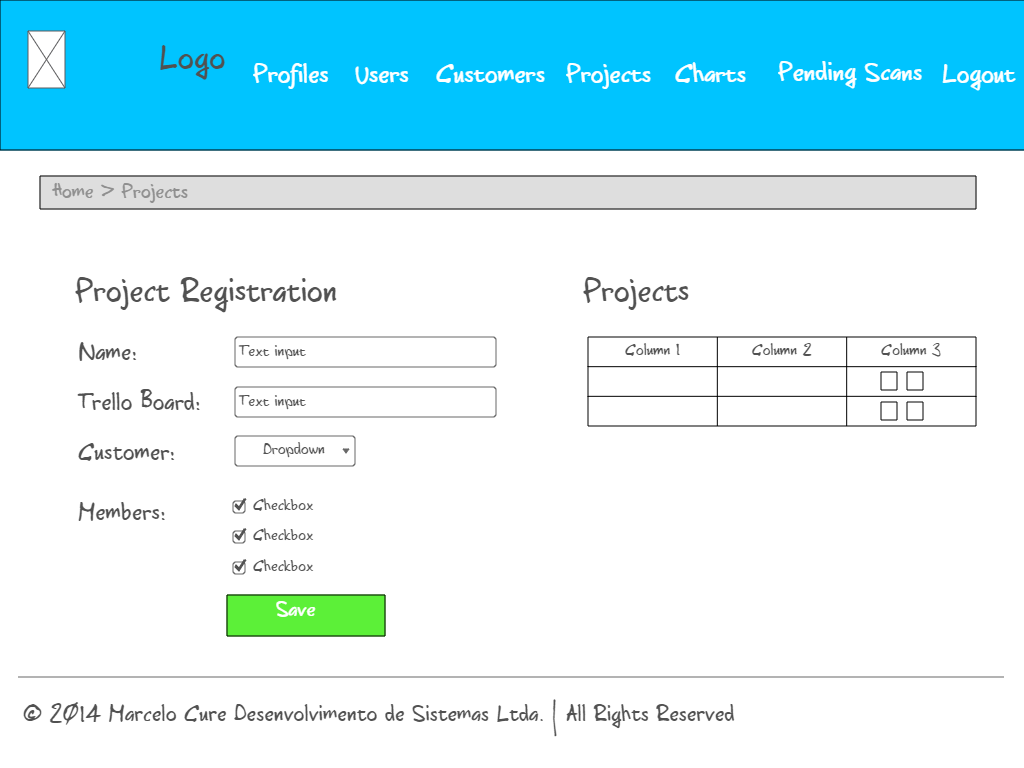 Logo
Profiles Users Customers Projects Charts Pending Scans Logout
Home > Projects
Project Registration
Projects
Name: Text input
Trello Board: Text input
Customer: Dropdown
Members: Checkbox
Checkbox
Checkbox
Save
Column 1 Column 2 Column 3
© 2014 Marcelo Cure Desenvolvimento de Sistemas Ltda. | All Rights Reserved